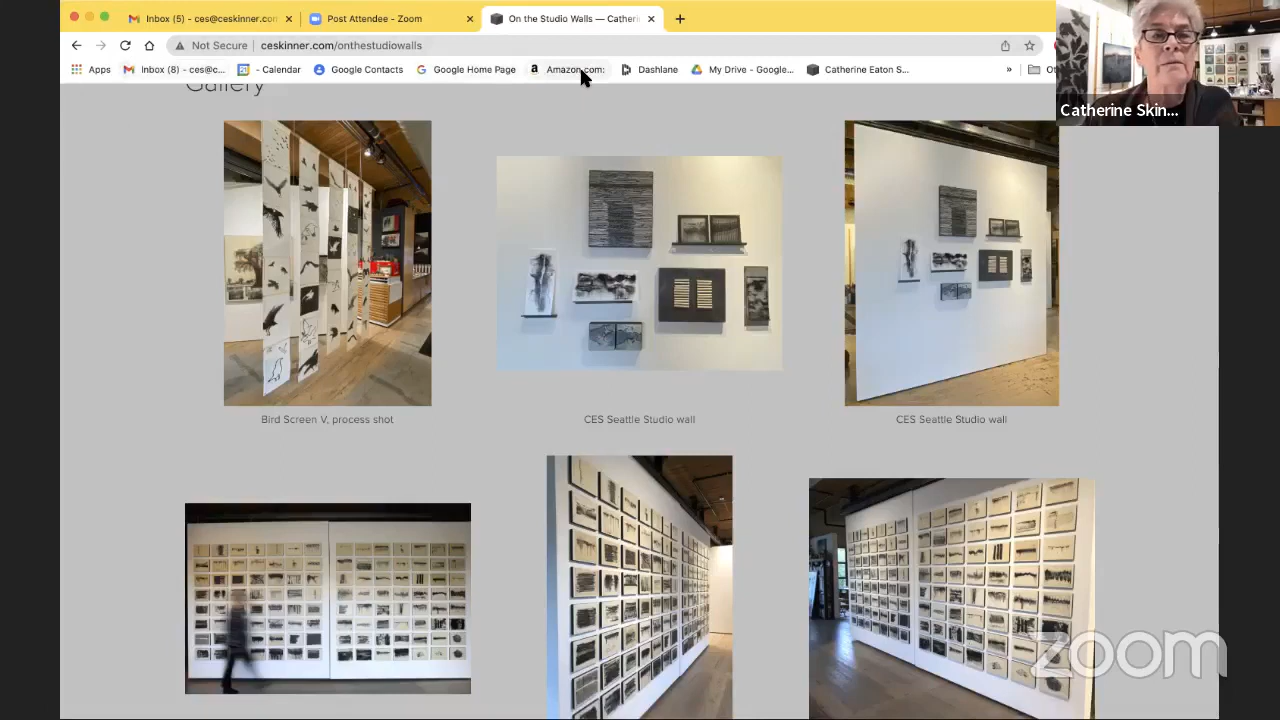 Inbox (5) - ces@ceskinner.com
Post Attendee - Zoom
On the Studio Walls — Catheri
Not Secure
ceskinner.com/onthestudiowalls
Apps
Inbox (8) - ces@c...
- Calendar
Google Contacts
Google Home Page
Amazon.com:
Dashlane
My Drive - Google...
Catherine Eaton S...
»
Gallery
Catherine Skin...
Bird Screen V, process shot
CES Seattle Studio wall
CES Seattle Studio wall
zoom